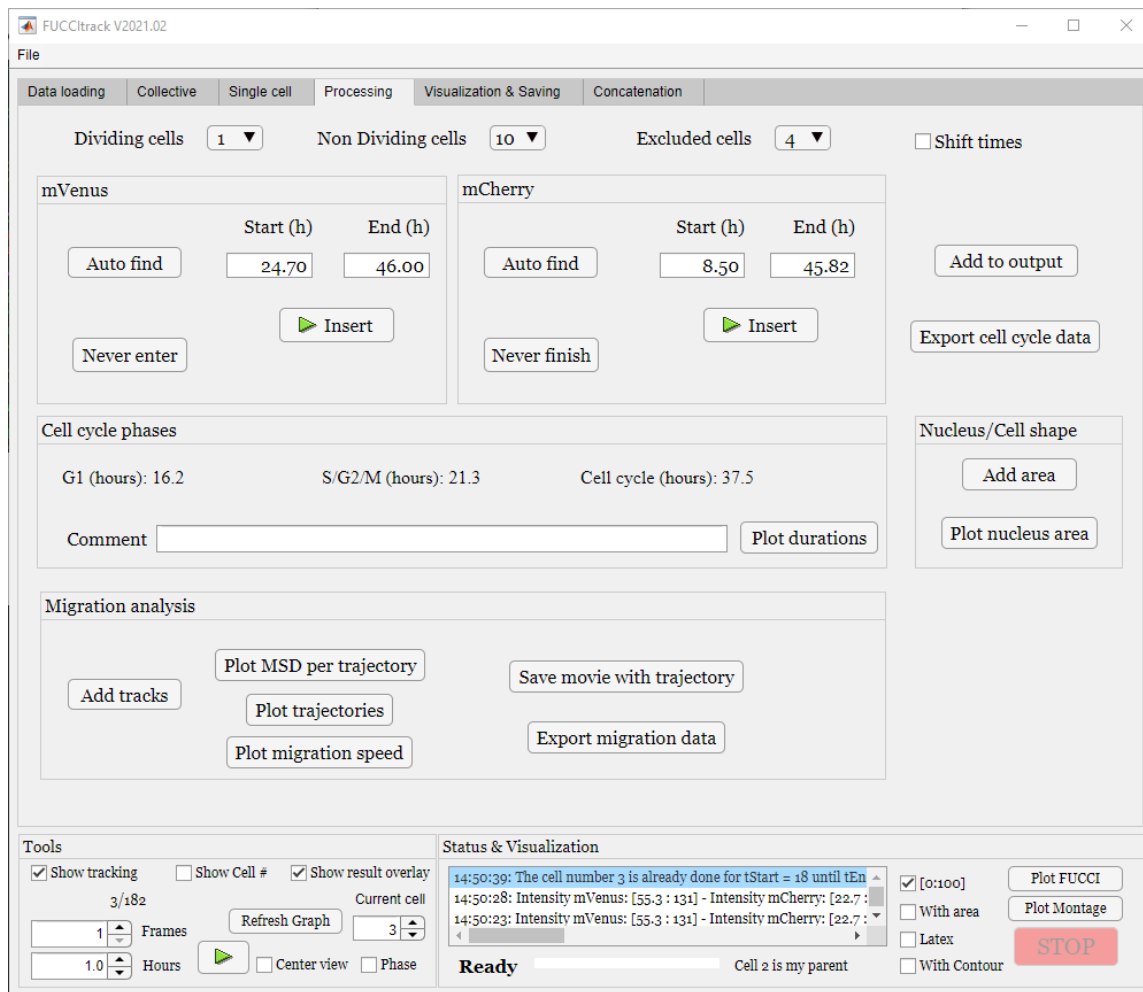 FUCCItrack V2021.02
File
Data loading Collective Single cell Processing Visualization & Saving Concatenation
Dividing cells 1 Non Dividing cells 10 Excluded cells 4 Shift times
mVenus
Start (h) End (h)
Auto find 24.70 46.00
Insert
Never enter
mCherry
Start (h) End (h)
Auto find 8.50 45.82
Insert
Never finish
Add to output
Export cell cycle data
Cell cycle phases
G1 (hours): 16.2 S/G2/M (hours): 21.3 Cell cycle (hours): 37.5
Comment Plot durations
Nucleus/Cell shape
Add area
Plot nucleus area
Migration analysis
Add tracks
Plot MSD per trajectory
Plot trajectories
Plot migration speed
Save movie with trajectory
Export migration data
Tools
Show tracking Show Cell # Show result overlay
3/182 Current cell
1 Frames Refresh Graph 3
1.0 Hours Center view Phase
Status & Visualization
14:50:39: The cell number 3 is already done for tStart = 18 until tEn
14:50:28: Intensity mVenus: [55.3 : 131] - Intensity mCherry: [22.7 :
14:50:23: Intensity mVenus: [55.3 : 131] - Intensity mCherry: [22.7 :
Ready Cell 2 is my parent
[0:100] Plot FUCCI
With area Plot Montage
Latex STOP
With Contour